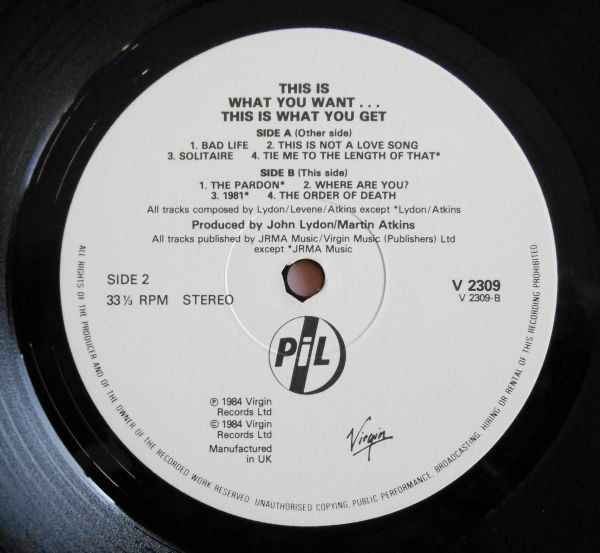 THIS IS
WHAT YOU WANT . . .
THIS IS WHAT YOU GET
SIDE A (Other side)
1. BAD LIFE 2. THIS IS NOT A LOVE SONG
3. SOLITAIRE 4. TIE ME TO THE LENGTH OF THAT*
SIDE B (This side)
1. THE PARDON* 2. WHERE ARE YOU?
3. 1981* 4. THE ORDER OF DEATH
All tracks composed by Lydon/Levene/Atkins except *Lydon/Atkins
Produced by John Lydon/Martin Atkins
All tracks published by JRMA Music/Virgin Music (Publishers) Ltd
except *JRMA Music
SIDE 2
33⅓ RPM STEREO
V 2309
V 2309-B
PiL
℗ 1984 Virgin
Records Ltd
© 1984 Virgin
Records Ltd
Manufactured
in UK
Virgin
ALL RIGHTS OF THE PRODUCER AND OF THE OWNER OF THE RECORDED WORK RESERVED. UNAUTHORISED COPYING, PUBLIC PERFORMANCE, BROADCASTING, HIRING OR RENTAL OF THIS RECORDING PROHIBITED.